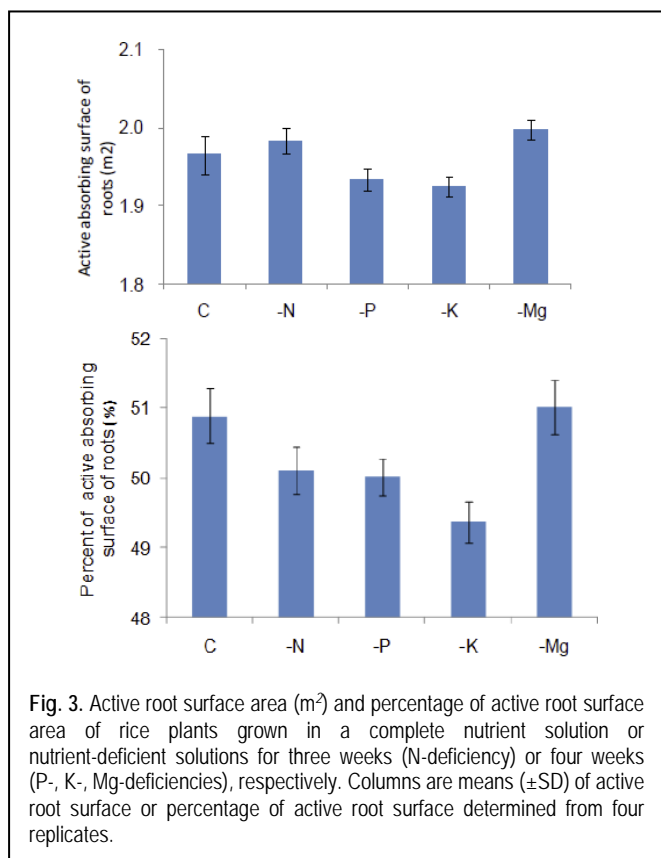 2.1
Active absorbing surface of
roots (m2)
2.0
1.9
1.8
C -N -P -K -Mg
52
Percent of active absorbing
surface of roots (%)
51
50
49
48
C -N -P -K -Mg
Fig. 3. Active root surface area (m²) and percentage of active root surface
area of rice plants grown in a complete nutrient solution or
nutrient-deficient solutions for three weeks (N-deficiency) or four weeks
(P-, K-, Mg-deficiencies), respectively. Columns are means (±SD) of active
root surface or percentage of active root surface determined from four
replicates.